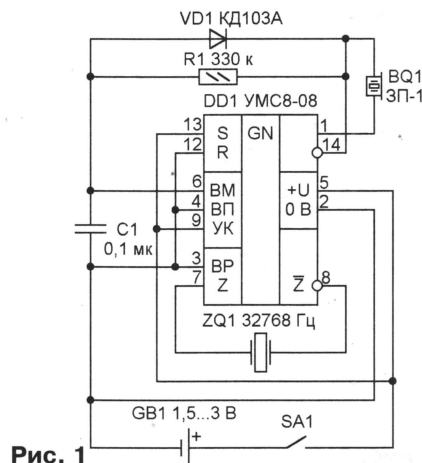 VD1 КД103А
R1 330 к
BQ1
ЗП-1
DD1 УМС8-08
13 S GN 1
12 R 14
6 ВМ +U 5
4 ВП 0 В 2
9 УК
C1
0,1 мк
3 ВР
7 Z Z̅ 8
ZQ1 32768 Гц
GB1 1,5...3 В
+
SA1
Рис. 1